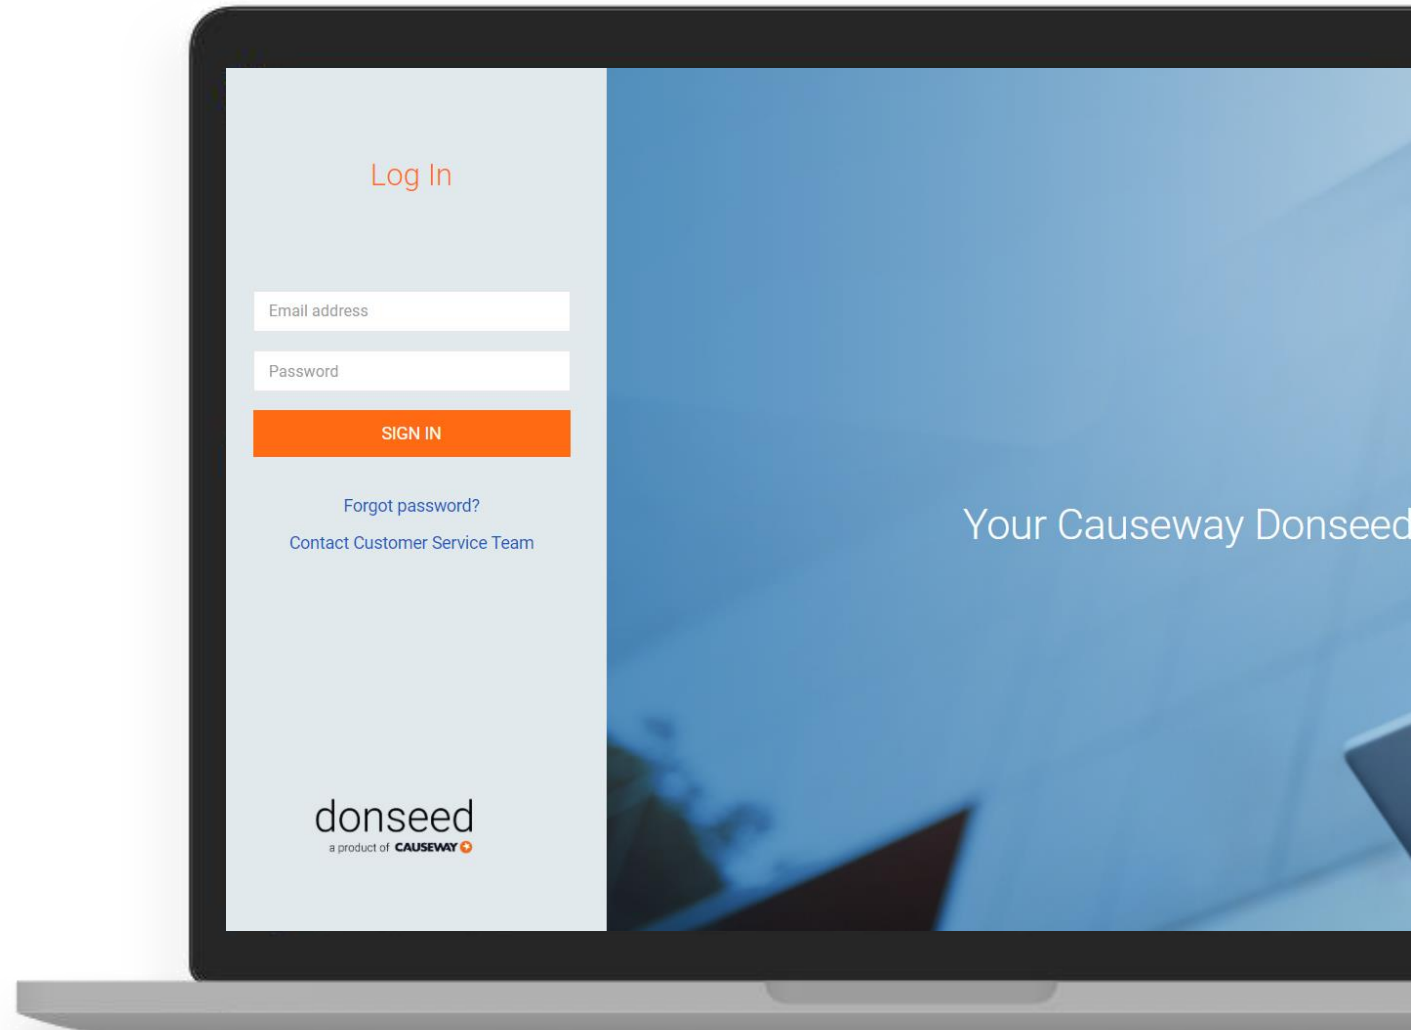 Log In
Email address
Password
SIGN IN
Forgot password?
Contact Customer Service Team
donseed
a product of CAUSEWAY
Your Causeway Donseed